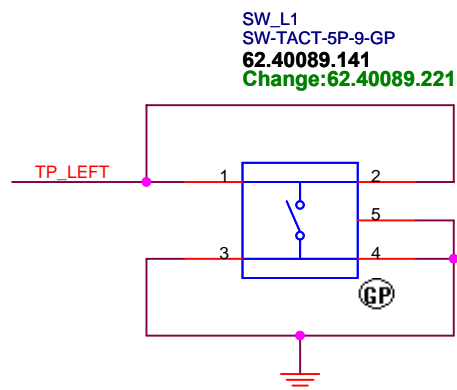 SW_L1
SW-TACT-5P-9-GP
62.40089.141
Change:62.40089.221
TP_LEFT
1
2
5
3
4
GP